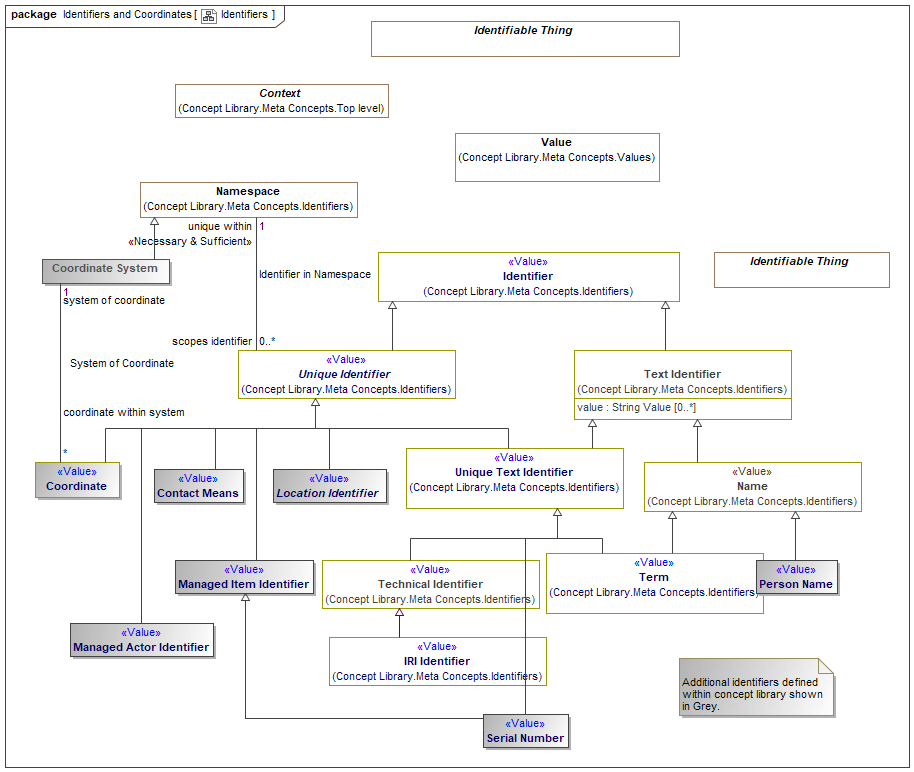 package Identifiers and Coordinates [ Identifiers ]
Identifiable Thing
Context
(Concept Library.Meta Concepts.Top level)
Value
(Concept Library.Meta Concepts.Values)
Namespace
(Concept Library.Meta Concepts.Identifiers)
unique within 1
«Necessary & Sufficient»
Coordinate System
1
system of coordinate
Identifier in Namespace
«Value»
Identifier
(Concept Library.Meta Concepts.Identifiers)
Identifiable Thing
scopes identifier 0..*
System of Coordinate
«Value»
Unique Identifier
(Concept Library.Meta Concepts.Identifiers)
Text Identifier
(Concept Library.Meta Concepts.Identifiers)
value : String Value [0..*]
coordinate within system
*
«Value»
Coordinate
«Value»
Contact Means
«Value»
Location Identifier
«Value»
Unique Text Identifier
(Concept Library.Meta Concepts.Identifiers)
«Value»
Name
(Concept Library.Meta Concepts.Identifiers)
«Value»
Managed Item Identifier
«Value»
Technical Identifier
(Concept Library.Meta Concepts.Identifiers)
«Value»
Term
(Concept Library.Meta Concepts.Identifiers)
«Value»
Person Name
«Value»
Managed Actor Identifier
«Value»
IRI Identifier
(Concept Library.Meta Concepts.Identifiers)
Additional identifiers defined
within concept library shown
in Grey.
«Value»
Serial Number